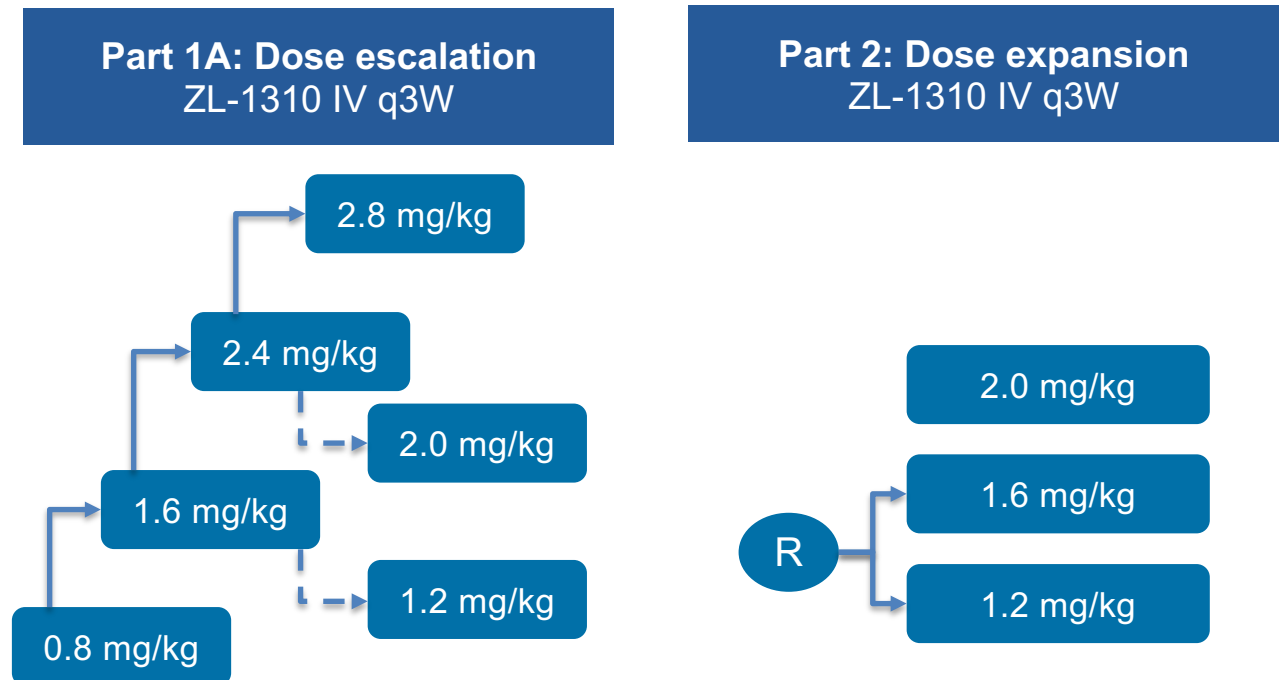 Part 1A: Dose escalation
ZL-1310 IV q3W
2.8 mg/kg
2.4 mg/kg
2.0 mg/kg
1.6 mg/kg
1.2 mg/kg
0.8 mg/kg
Part 2: Dose expansion
ZL-1310 IV q3W
2.0 mg/kg
1.6 mg/kg
R
1.2 mg/kg